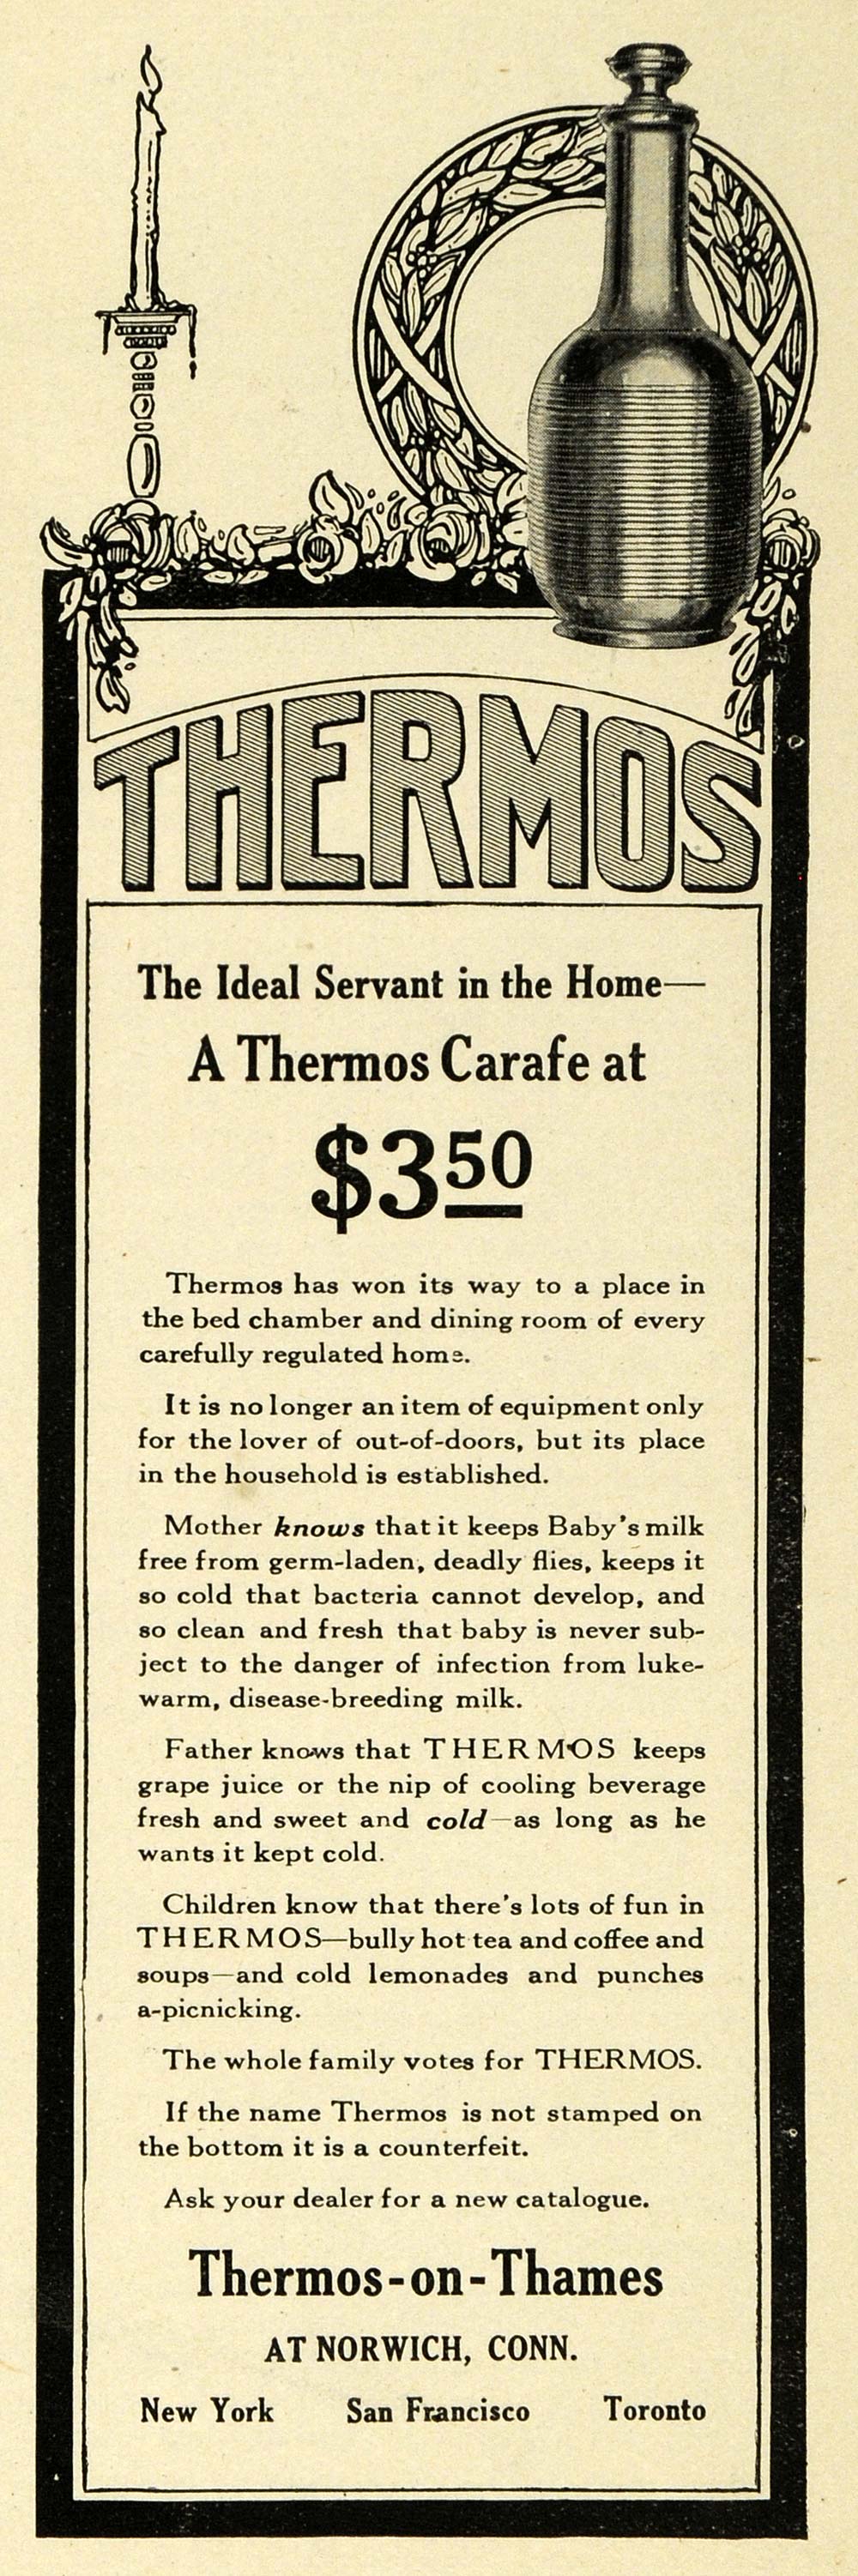 THERMOS
The Ideal Servant in the Home—
A Thermos Carafe at
$3 50
Thermos has won its way to a place in
the bed chamber and dining room of every
carefully regulated home.
It is no longer an item of equipment only
for the lover of out-of-doors, but its place
in the household is established.
Mother knows that it keeps Baby's milk
free from germ-laden, deadly flies, keeps it
so cold that bacteria cannot develop, and
so clean and fresh that baby is never sub-
ject to the danger of infection from luke-
warm, disease-breeding milk.
Father knows that THERMOS keeps
grape juice or the nip of cooling beverage
fresh and sweet and cold—as long as he
wants it kept cold.
Children know that there's lots of fun in
THERMOS—bully hot tea and coffee and
soups—and cold lemonades and punches
a-picnicking.
The whole family votes for THERMOS.
If the name Thermos is not stamped on
the bottom it is a counterfeit.
Ask your dealer for a new catalogue.
Thermos-on-Thames
AT NORWICH, CONN.
New York San Francisco Toronto